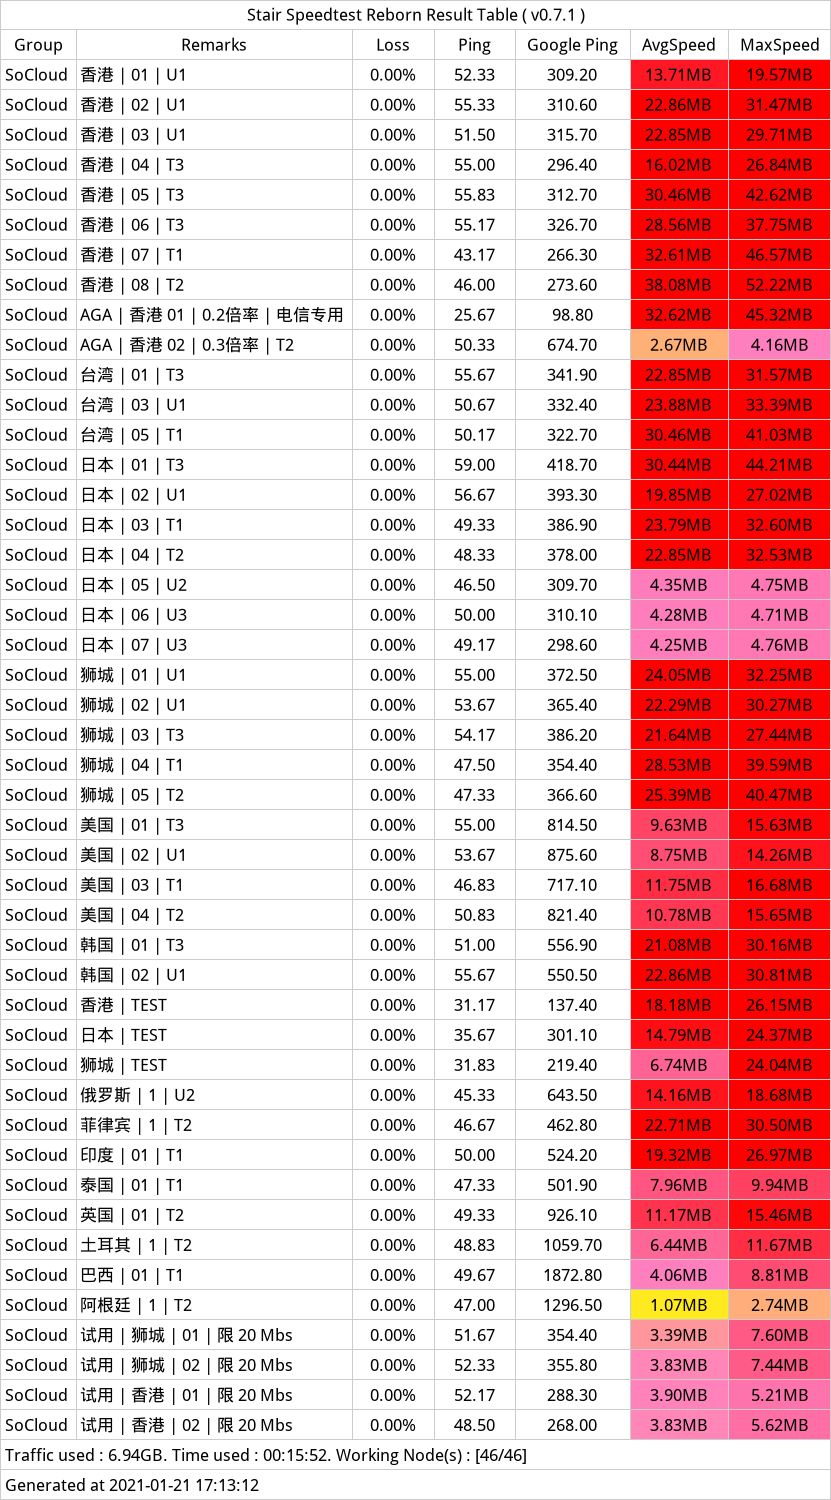 Stair Speedtest Reborn Result Table ( v0.7.1 )
Group Remarks Loss Ping Google Ping AvgSpeed MaxSpeed
SoCloud 香港 | 01 | U1 0.00% 52.33 309.20 13.71MB 19.57MB
SoCloud 香港 | 02 | U1 0.00% 55.33 310.60 22.86MB 31.47MB
SoCloud 香港 | 03 | U1 0.00% 51.50 315.70 22.85MB 29.71MB
SoCloud 香港 | 04 | T3 0.00% 55.00 296.40 16.02MB 26.84MB
SoCloud 香港 | 05 | T3 0.00% 55.83 312.70 30.46MB 42.62MB
SoCloud 香港 | 06 | T3 0.00% 55.17 326.70 28.56MB 37.75MB
SoCloud 香港 | 07 | T1 0.00% 43.17 266.30 32.61MB 46.57MB
SoCloud 香港 | 08 | T2 0.00% 46.00 273.60 38.08MB 52.22MB
SoCloud AGA | 香港 01 | 0.2倍率 | 电信专用 0.00% 25.67 98.80 32.62MB 45.32MB
SoCloud AGA | 香港 02 | 0.3倍率 | T2 0.00% 50.33 674.70 2.67MB 4.16MB
SoCloud 台湾 | 01 | T3 0.00% 55.67 341.90 22.85MB 31.57MB
SoCloud 台湾 | 03 | U1 0.00% 50.67 332.40 23.88MB 33.39MB
SoCloud 台湾 | 05 | T1 0.00% 50.17 322.70 30.46MB 41.03MB
SoCloud 日本 | 01 | T3 0.00% 59.00 418.70 30.44MB 44.21MB
SoCloud 日本 | 02 | U1 0.00% 56.67 393.30 19.85MB 27.02MB
SoCloud 日本 | 03 | T1 0.00% 49.33 386.90 23.79MB 32.60MB
SoCloud 日本 | 04 | T2 0.00% 48.33 378.00 22.85MB 32.53MB
SoCloud 日本 | 05 | U2 0.00% 46.50 309.70 4.35MB 4.75MB
SoCloud 日本 | 06 | U3 0.00% 50.00 310.10 4.28MB 4.71MB
SoCloud 日本 | 07 | U3 0.00% 49.17 298.60 4.25MB 4.76MB
SoCloud 狮城 | 01 | U1 0.00% 55.00 372.50 24.05MB 32.25MB
SoCloud 狮城 | 02 | U1 0.00% 53.67 365.40 22.29MB 30.27MB
SoCloud 狮城 | 03 | T3 0.00% 54.17 386.20 21.64MB 27.44MB
SoCloud 狮城 | 04 | T1 0.00% 47.50 354.40 28.53MB 39.59MB
SoCloud 狮城 | 05 | T2 0.00% 47.33 366.60 25.39MB 40.47MB
SoCloud 美国 | 01 | T3 0.00% 55.00 814.50 9.63MB 15.63MB
SoCloud 美国 | 02 | U1 0.00% 53.67 875.60 8.75MB 14.26MB
SoCloud 美国 | 03 | T1 0.00% 46.83 717.10 11.75MB 16.68MB
SoCloud 美国 | 04 | T2 0.00% 50.83 821.40 10.78MB 15.65MB
SoCloud 韩国 | 01 | T3 0.00% 51.00 556.90 21.08MB 30.16MB
SoCloud 韩国 | 02 | U1 0.00% 55.67 550.50 22.86MB 30.81MB
SoCloud 香港 | TEST 0.00% 31.17 137.40 18.18MB 26.15MB
SoCloud 日本 | TEST 0.00% 35.67 301.10 14.79MB 24.37MB
SoCloud 狮城 | TEST 0.00% 31.83 219.40 6.74MB 24.04MB
SoCloud 俄罗斯 | 1 | U2 0.00% 45.33 643.50 14.16MB 18.68MB
SoCloud 菲律宾 | 1 | T2 0.00% 46.67 462.80 22.71MB 30.50MB
SoCloud 印度 | 01 | T1 0.00% 50.00 524.20 19.32MB 26.97MB
SoCloud 泰国 | 01 | T1 0.00% 47.33 501.90 7.96MB 9.94MB
SoCloud 英国 | 01 | T2 0.00% 49.33 926.10 11.17MB 15.46MB
SoCloud 土耳其 | 1 | T2 0.00% 48.83 1059.70 6.44MB 11.67MB
SoCloud 巴西 | 01 | T1 0.00% 49.67 1872.80 4.06MB 8.81MB
SoCloud 阿根廷 | 1 | T2 0.00% 47.00 1296.50 1.07MB 2.74MB
SoCloud 试用 | 狮城 | 01 | 限 20 Mbs 0.00% 51.67 354.40 3.39MB 7.60MB
SoCloud 试用 | 狮城 | 02 | 限 20 Mbs 0.00% 52.33 355.80 3.83MB 7.44MB
SoCloud 试用 | 香港 | 01 | 限 20 Mbs 0.00% 52.17 288.30 3.90MB 5.21MB
SoCloud 试用 | 香港 | 02 | 限 20 Mbs 0.00% 48.50 268.00 3.83MB 5.62MB
Traffic used : 6.94GB. Time used : 00:15:52. Working Node(s) : [46/46]
Generated at 2021-01-21 17:13:12